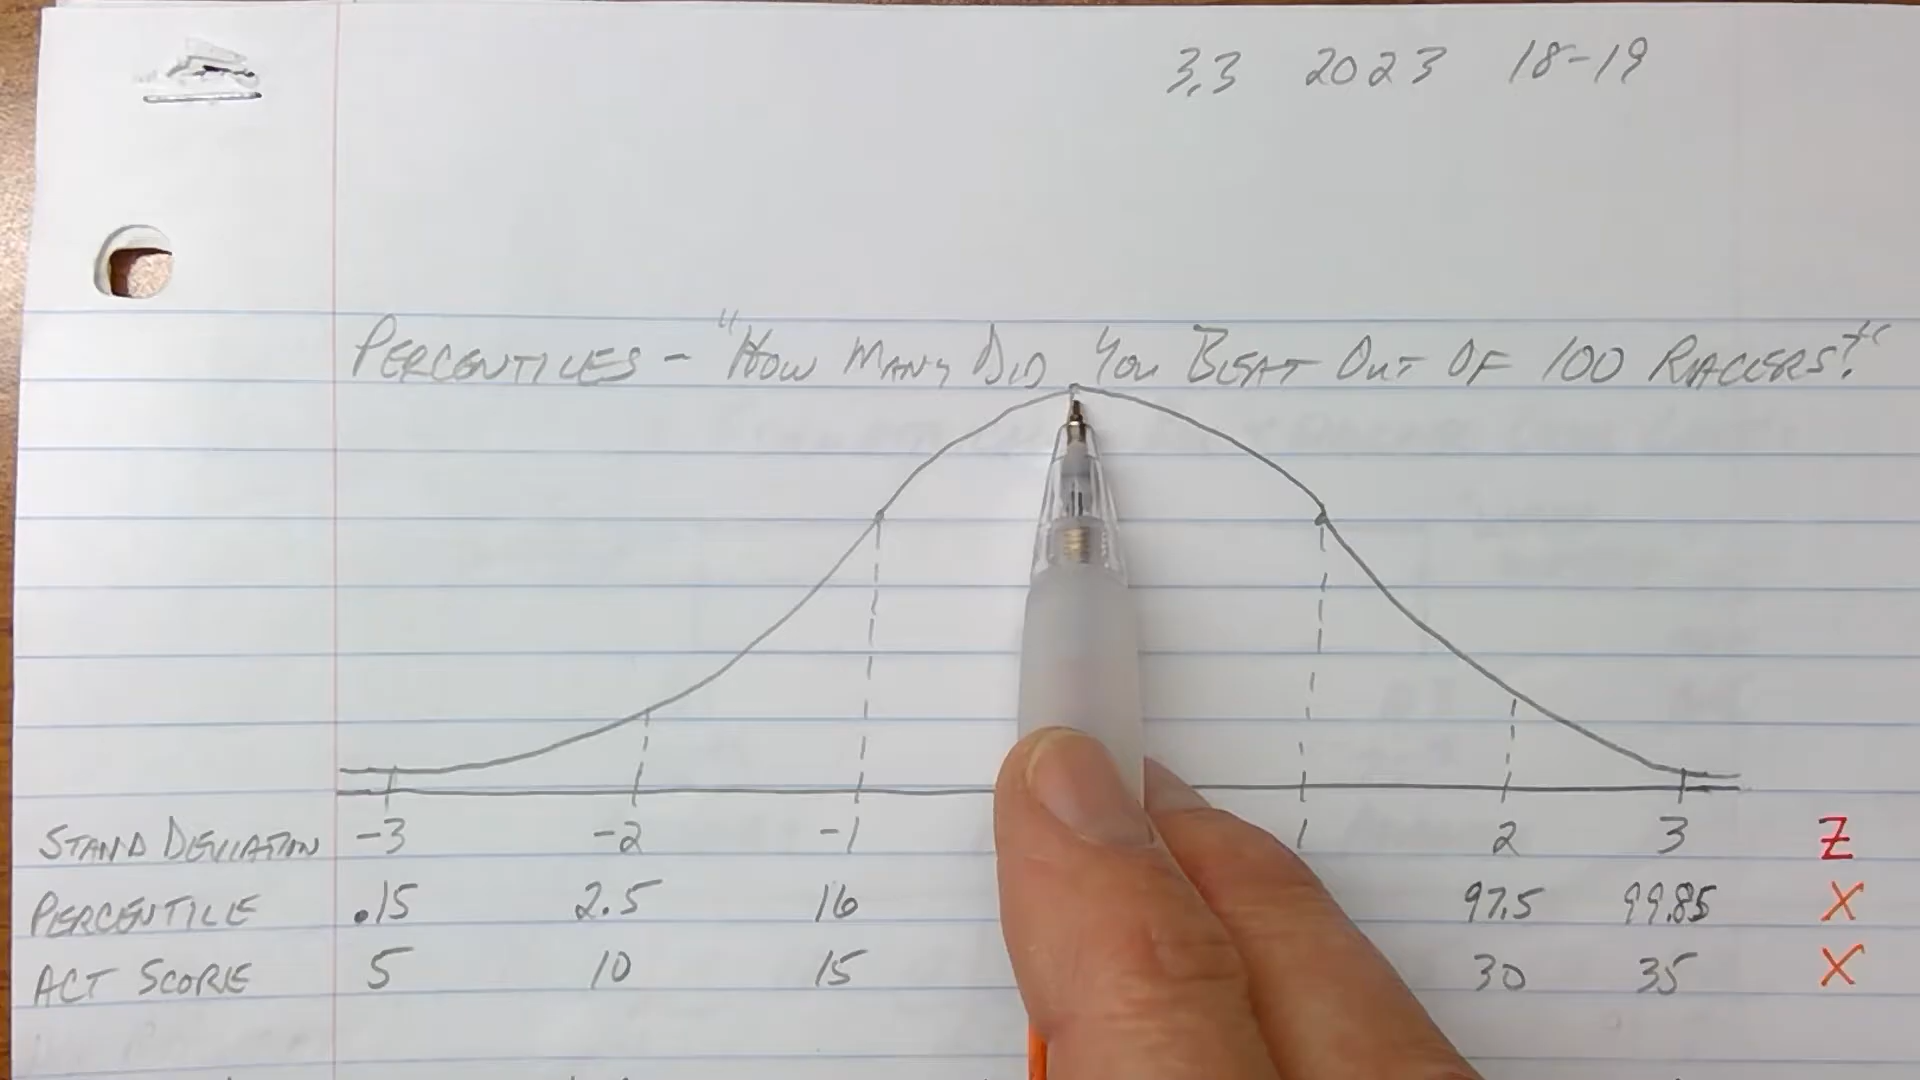 3.3 2023 18-19
PERCENTILES - "HOW MANY DID YOU BEAT OUT OF 100 RACERS?"
STAND DEVIATION -3 -2 -1 1 2 3 Z
PERCENTILE .15 2.5 16 97.5 99.85 X
ACT SCORE 5 10 15 30 35 X